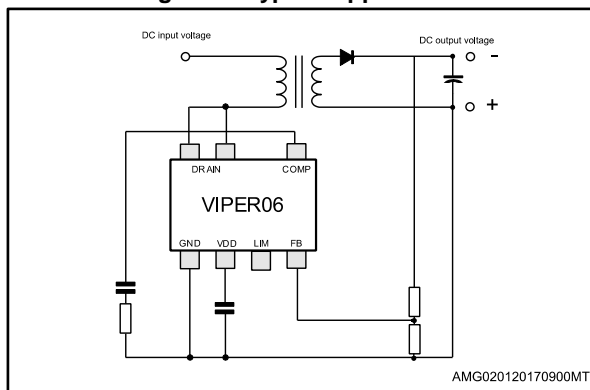 DC input voltage
DC output voltage
-
+
DRAIN
COMP
VIPER06
GND
VDD
LIM
FB
AMG020120170900MT